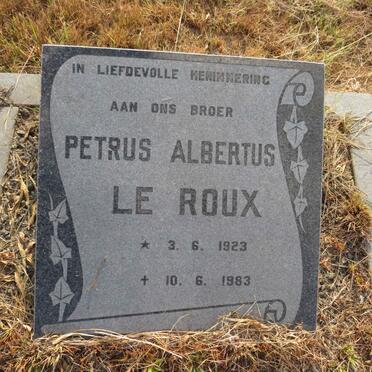 IN LIEFDEVOLLE HERINNERING
AAN ONS BROER
PETRUS ALBERTUS
LE ROUX
★ 3. 6. 1923
+ 10. 6. 1983